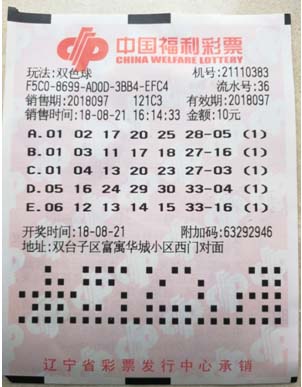 中国福利彩票
CHINA WELFARE LOTTERY
玩法:双色球 机号:21110383
F5C0-8699-AD0D-3BB4-EFC4 流水号:36
销售期:2018097 121C3 有效期:2018097
销售时间:18-08-21 16:14:33 金额:10元
A.01 02 17 20 25 28-05 (1)
B.01 03 11 17 18 27-16 (1)
C.01 04 13 20 23 27-03 (1)
D.05 16 24 29 30 33-04 (1)
E.06 12 13 14 15 33-16 (1)
开奖时间:18-08-21 附加码:63292946
地址:双台子区富寓华城小区西门对面
辽宁省彩票发行中心承销